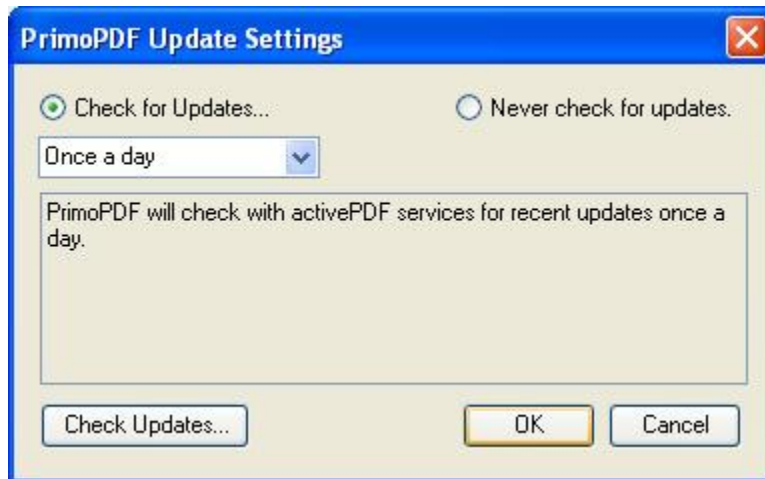 PrimoPDF Update Settings
Check for Updates...
Never check for updates.
Once a day
PrimoPDF will check with activePDF services for recent updates once a
day.
Check Updates...
OK
Cancel